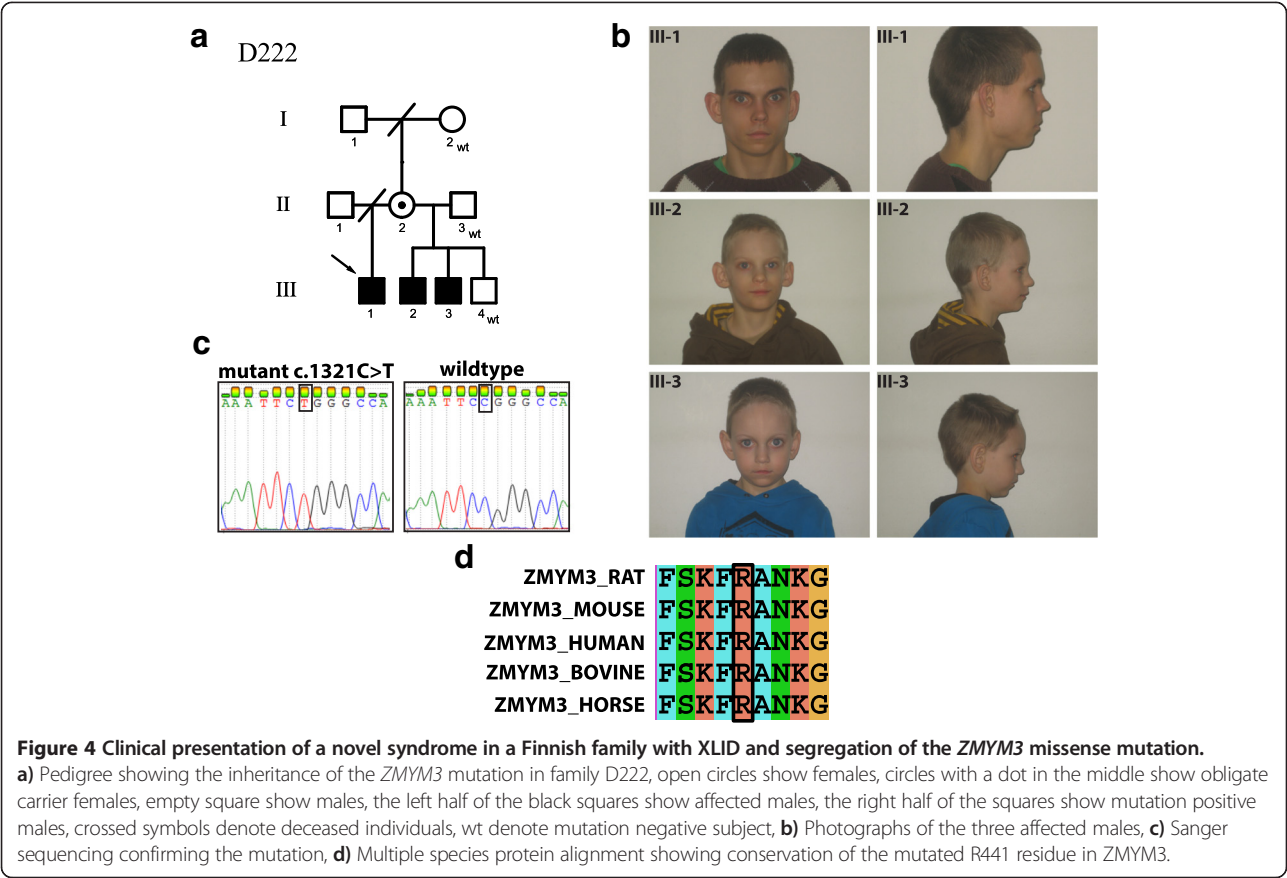 a
D222
I
1
2 wt
II
1
2
3 wt
III
1
2
3
4 wt
b
III-1
III-1
III-2
III-2
III-3
III-3
c
mutant c.1321C>T
wildtype
AAATTCTGGGCCA
AAATTCCGGGCCA
d
ZMYM3_RAT FSKFRANKG
ZMYM3_MOUSE FSKFRANKG
ZMYM3_HUMAN FSKFRANKG
ZMYM3_BOVINE FSKFRANKG
ZMYM3_HORSE FSKFRANKG
Figure 4 Clinical presentation of a novel syndrome in a Finnish family with XLID and segregation of the ZMYM3 missense mutation.
a) Pedigree showing the inheritance of the ZMYM3 mutation in family D222, open circles show females, circles with a dot in the middle show obligate
carrier females, empty square show males, the left half of the black squares show affected males, the right half of the squares show mutation positive
males, crossed symbols denote deceased individuals, wt denote mutation negative subject, b) Photographs of the three affected males, c) Sanger
sequencing confirming the mutation, d) Multiple species protein alignment showing conservation of the mutated R441 residue in ZMYM3.